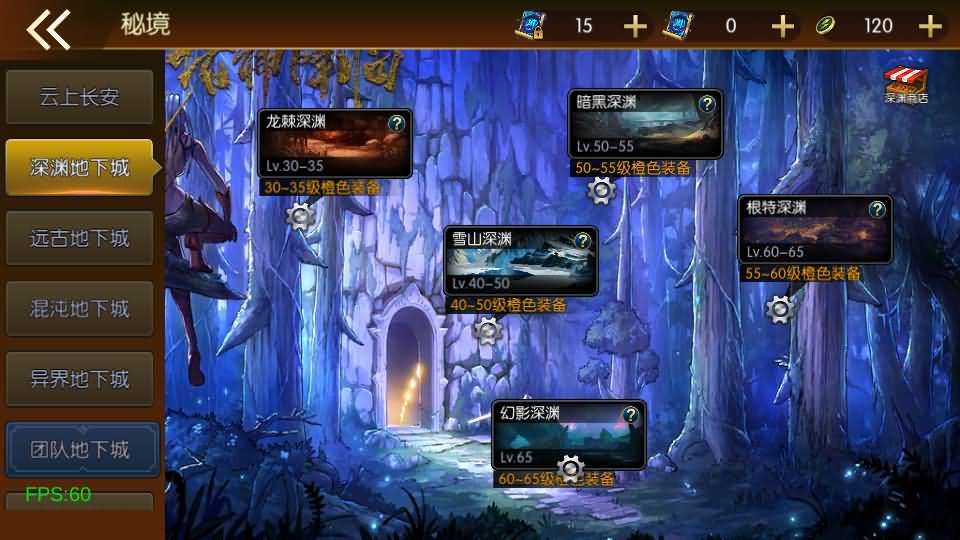 秘境
15
0
120
云上长安
深渊地下城
远古地下城
混沌地下城
异界地下城
团队地下城
FPS:60
深渊商店
龙棘深渊
?
Lv.30-35
30~35级橙色装备
暗黑深渊
?
Lv.50-55
50~55级橙色装备
雪山深渊
?
Lv.40-50
40~50级橙色装备
根特深渊
?
Lv.60-65
55~60级橙色装备
幻影深渊
?
Lv.65
60~65级橙色装备